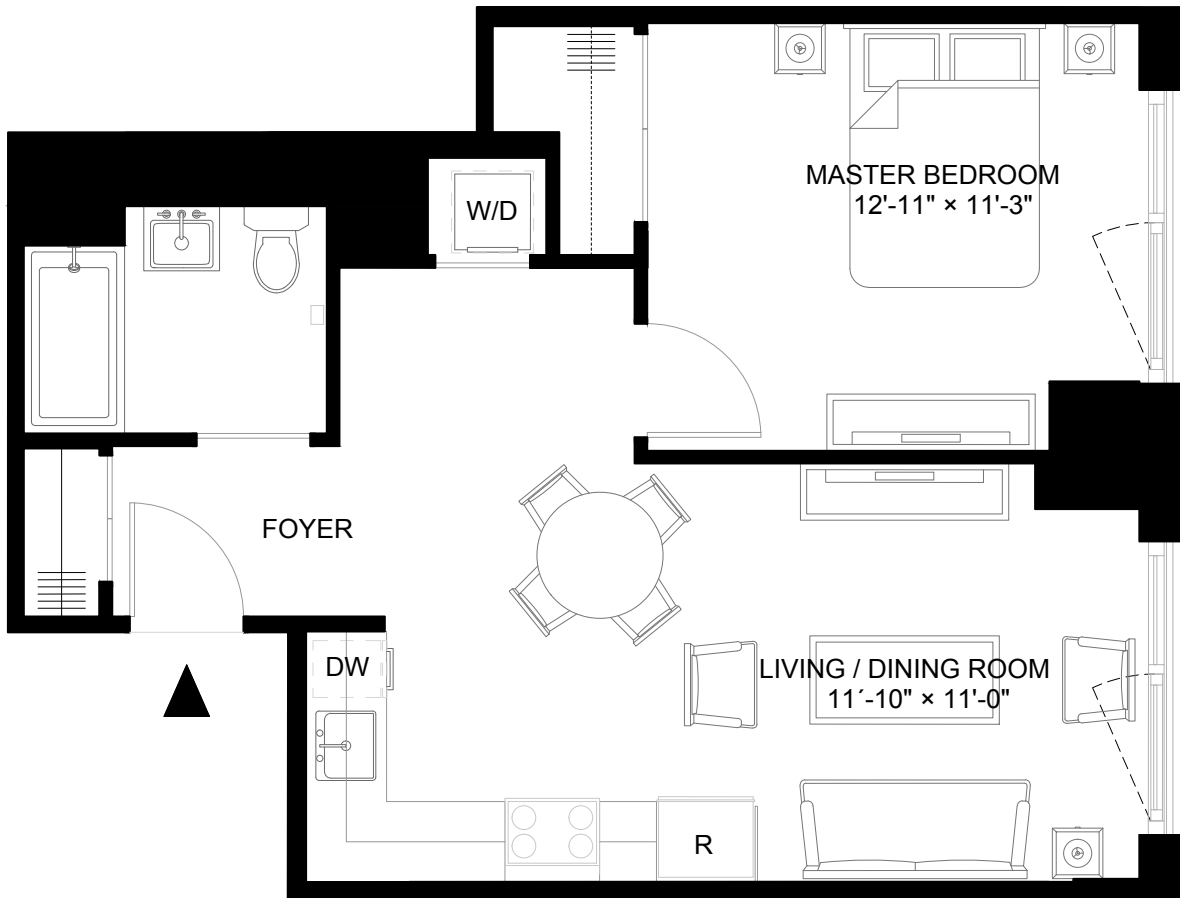 MASTER BEDROOM
12'-11" × 11'-3"
W/D
FOYER
DW
LIVING / DINING ROOM
11´-10" × 11'-0"
R